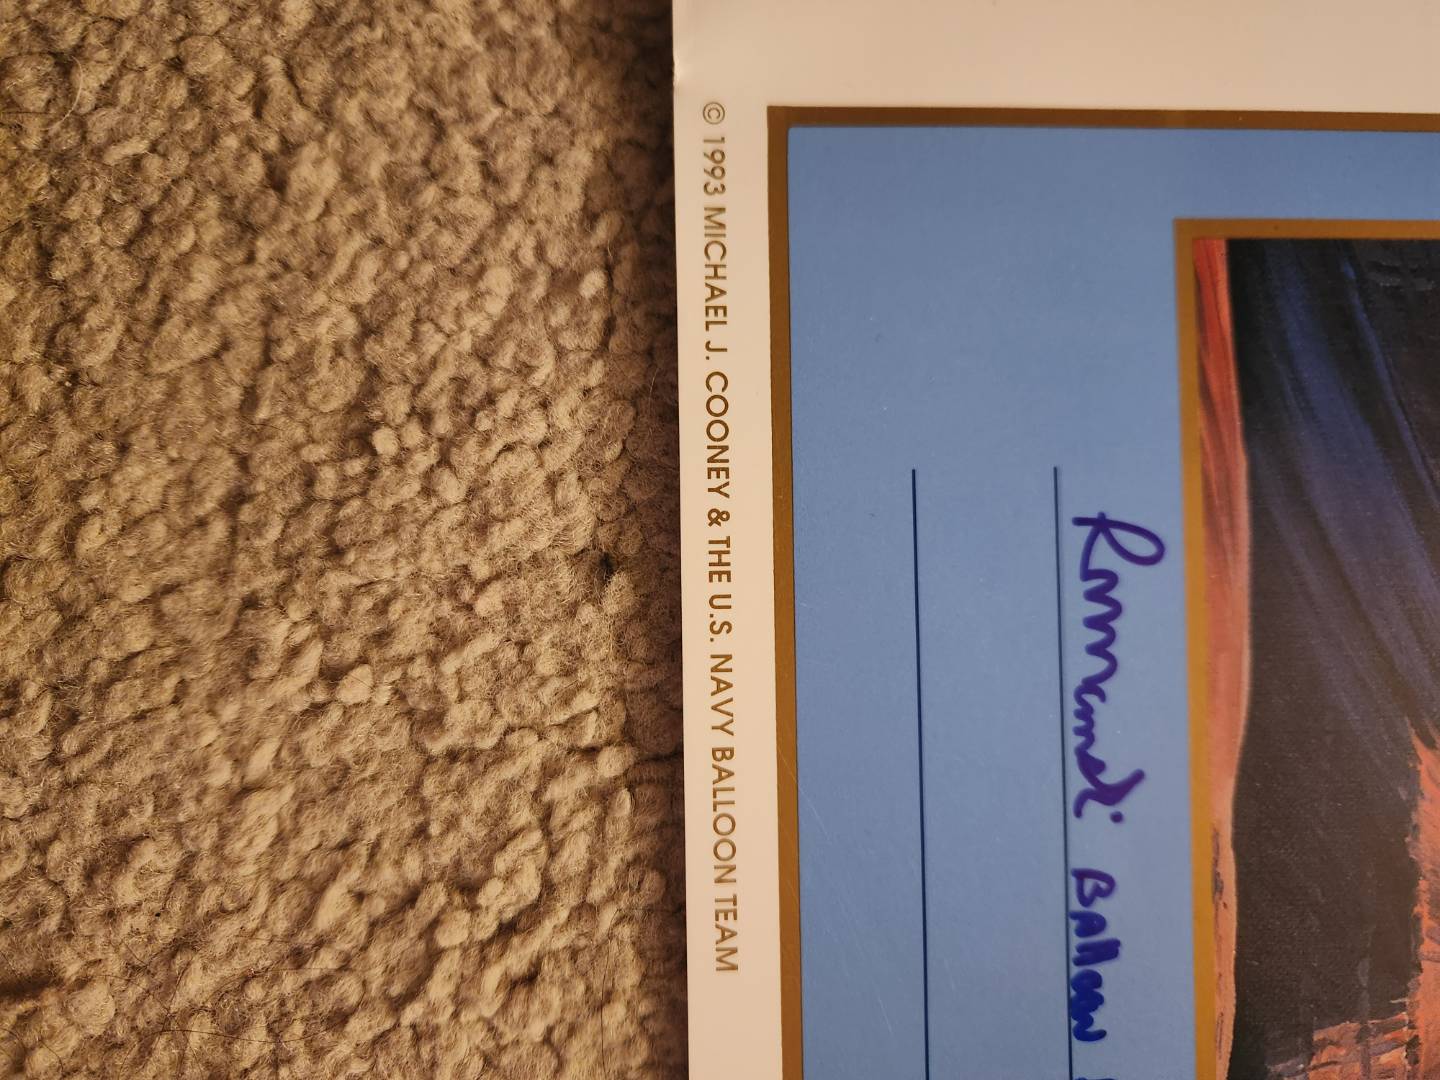 © 1993 MICHAEL J. COONEY & THE U.S. NAVY BALLOON TEAM
Balloon